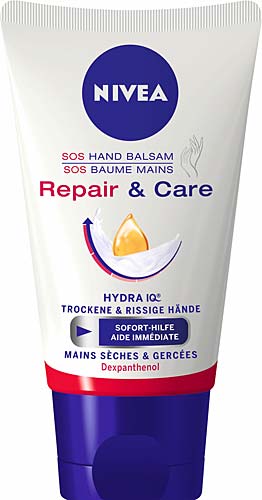 NIVEA
SOS HAND BALSAM
SOS BAUME MAINS
Repair & Care
HYDRA IQ
TROCKENE & RISSIGE HÄNDE
SOFORT-HILFE
AIDE IMMÉDIATE
MAINS SÈCHES & GERCÉES
Dexpanthenol